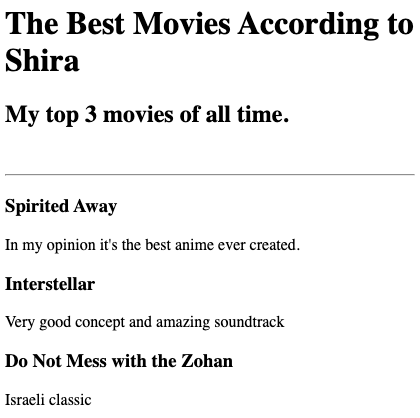 The Best Movies According to
Shira
My top 3 movies of all time.
Spirited Away
In my opinion it's the best anime ever created.
Interstellar
Very good concept and amazing soundtrack
Do Not Mess with the Zohan
Israeli classic